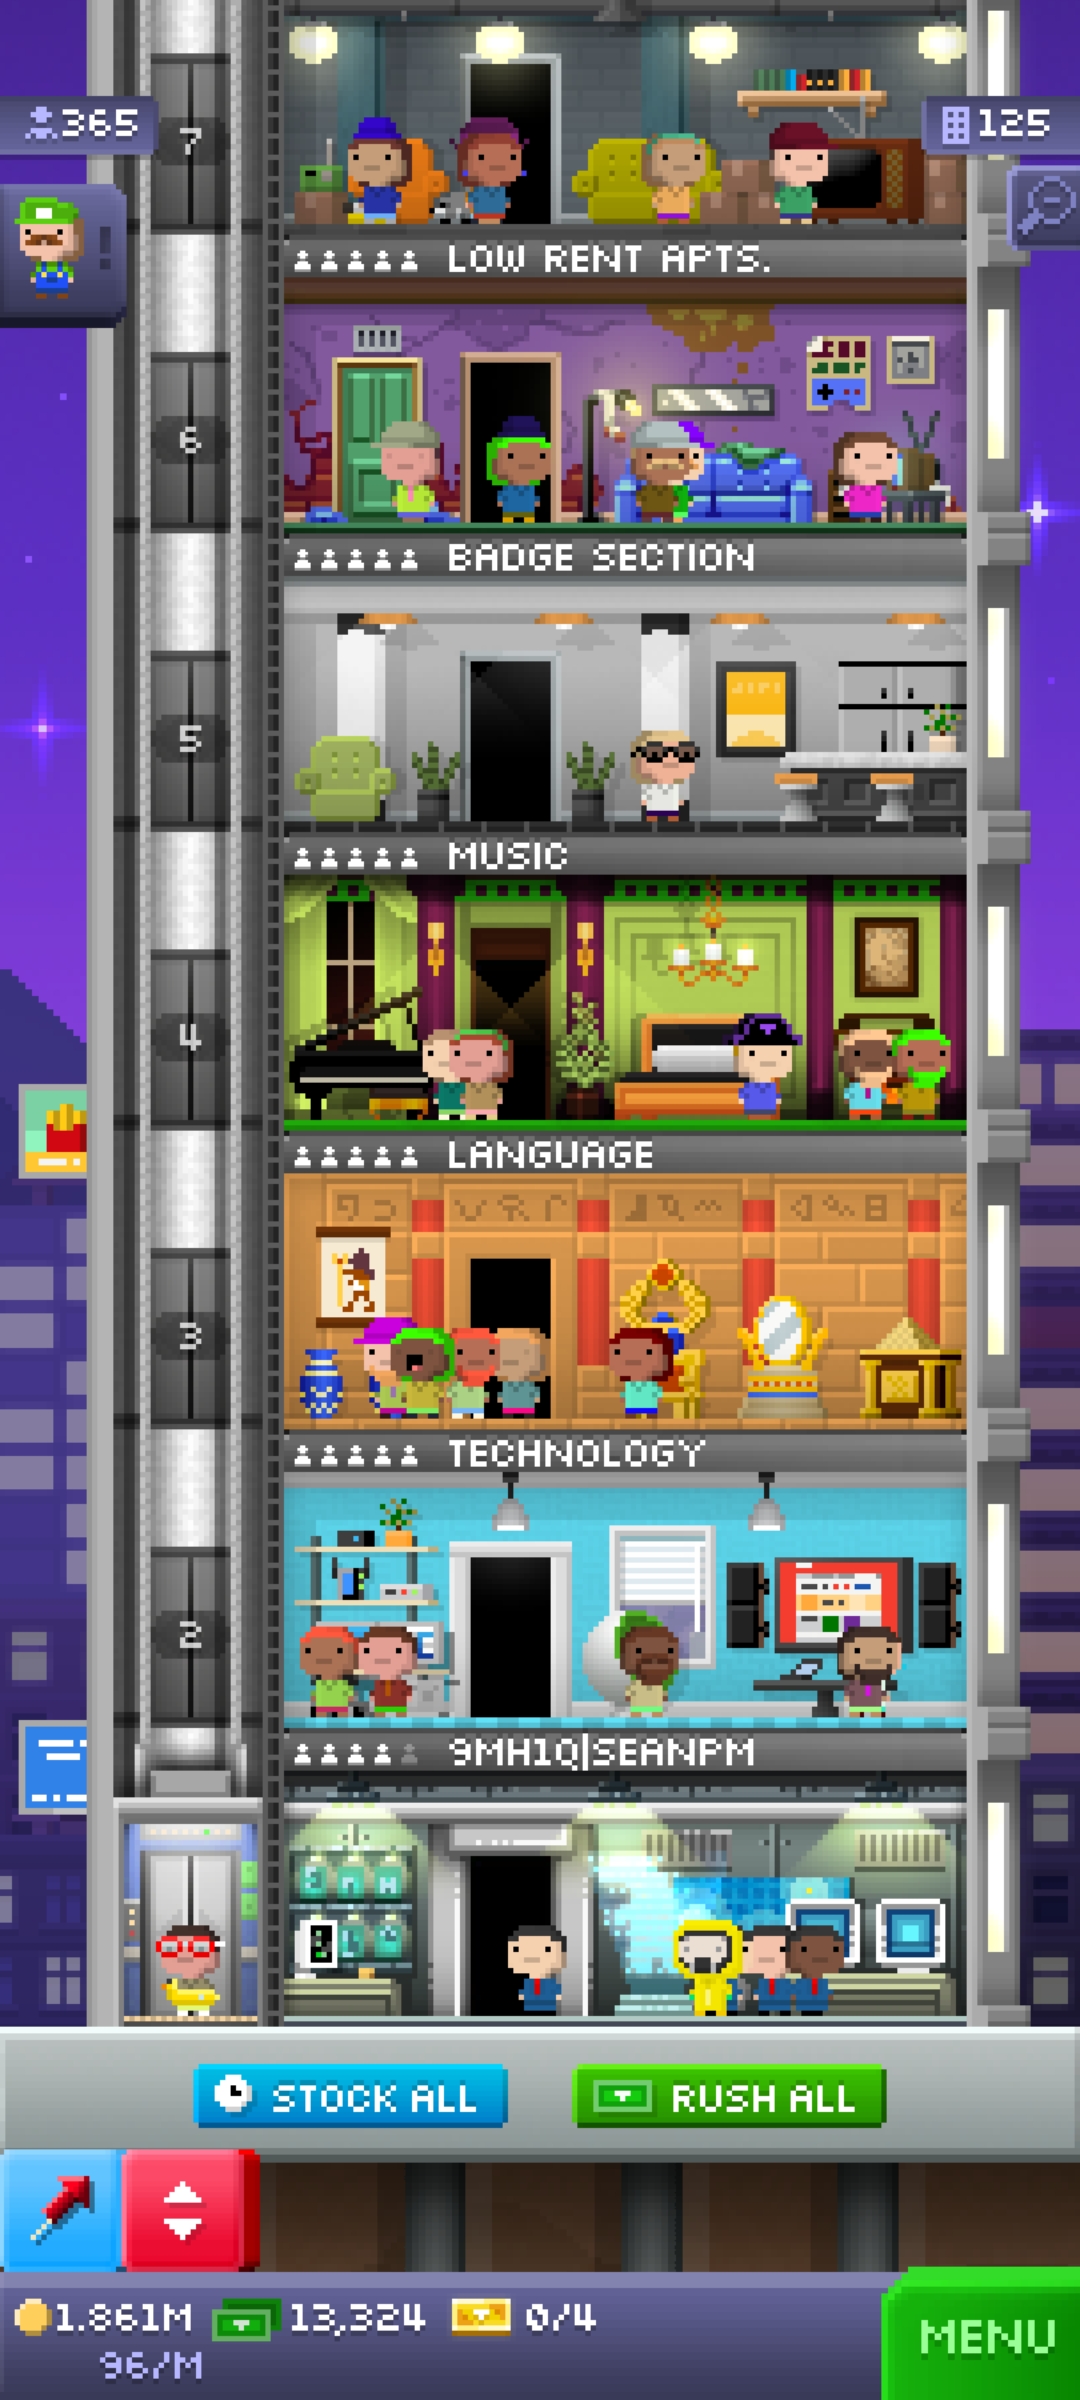 7
365
125
LOW RENT APTS.
6
BADGE SECTION
5
MUSIC
4
LANGUAGE
3
TECHNOLOGY
2
9MH1Q|SEANPM
STOCK ALL
RUSH ALL
1.861M
13,324
0/4
96/M
MENU